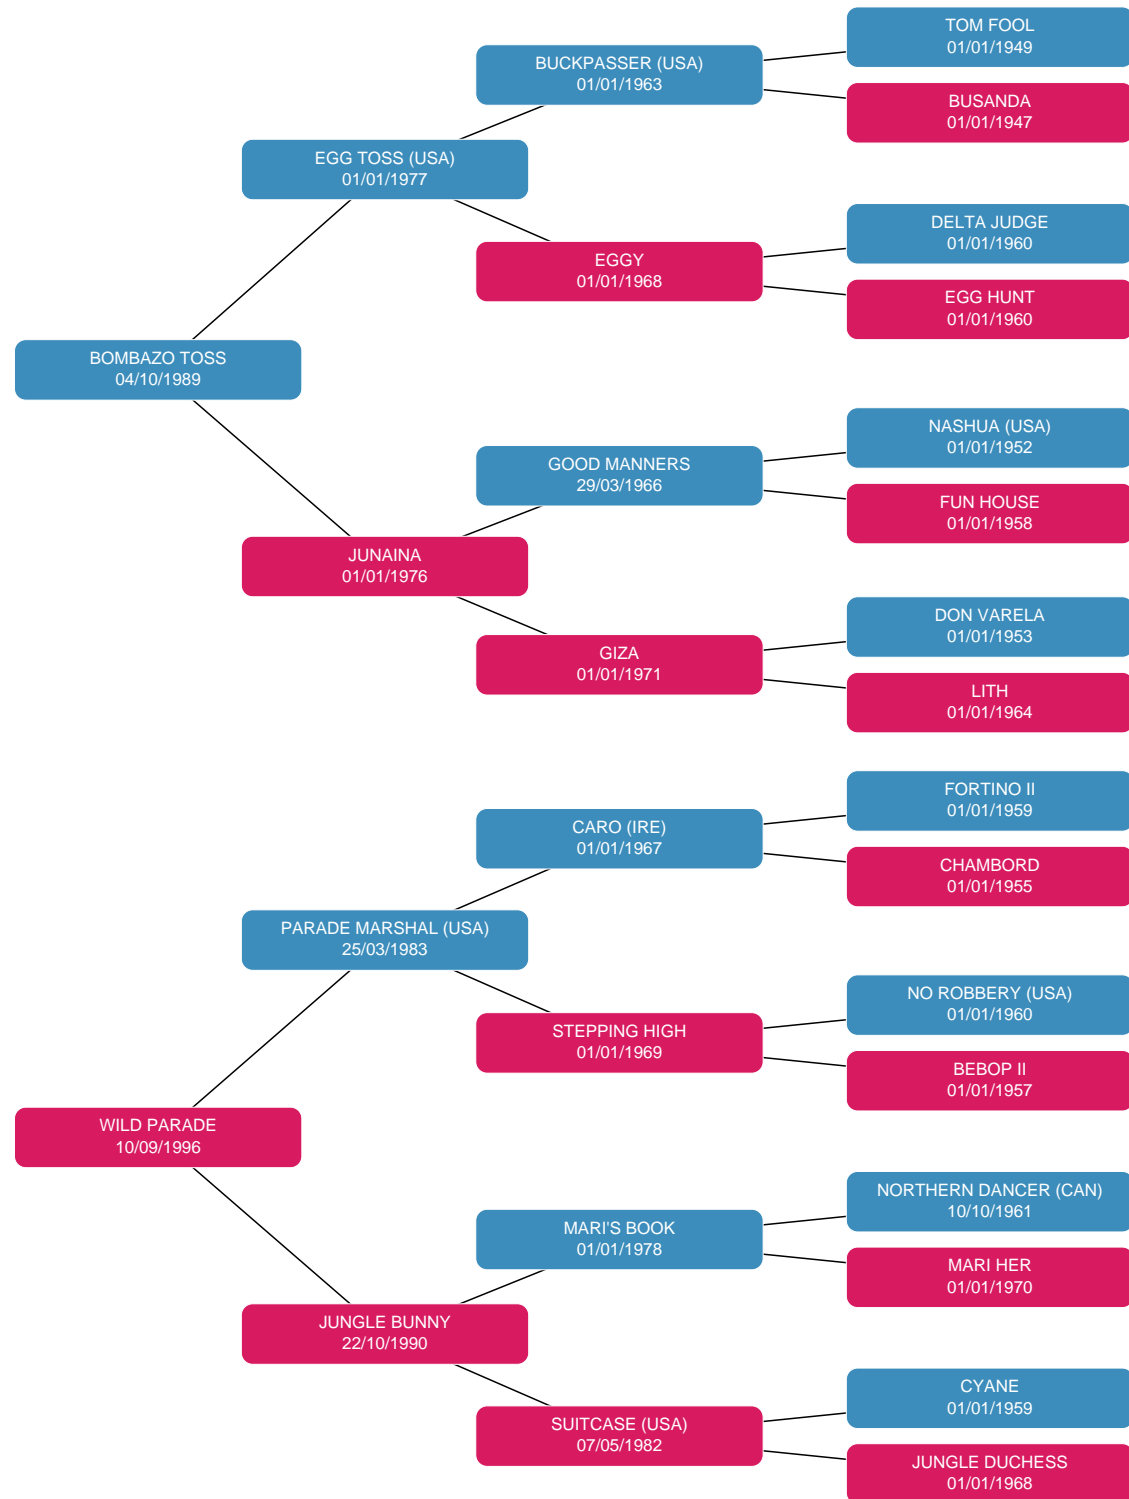 TOM FOOL
01/01/1949
BUCKPASSER (USA)
01/01/1963
BUSANDA
01/01/1947
EGG TOSS (USA)
01/01/1977
DELTA JUDGE
01/01/1960
EGGY
01/01/1968
EGG HUNT
01/01/1960
BOMBAZO TOSS
04/10/1989
NASHUA (USA)
01/01/1952
GOOD MANNERS
29/03/1966
FUN HOUSE
01/01/1958
JUNAINA
01/01/1976
DON VARELA
01/01/1953
GIZA
01/01/1971
LITH
01/01/1964
FORTINO II
01/01/1959
CARO (IRE)
01/01/1967
CHAMBORD
01/01/1955
PARADE MARSHAL (USA)
25/03/1983
NO ROBBERY (USA)
01/01/1960
STEPPING HIGH
01/01/1969
BEBOP II
01/01/1957
WILD PARADE
10/09/1996
NORTHERN DANCER (CAN)
10/10/1961
MARI'S BOOK
01/01/1978
MARI HER
01/01/1970
JUNGLE BUNNY
22/10/1990
CYANE
01/01/1959
SUITCASE (USA)
07/05/1982
JUNGLE DUCHESS
01/01/1968